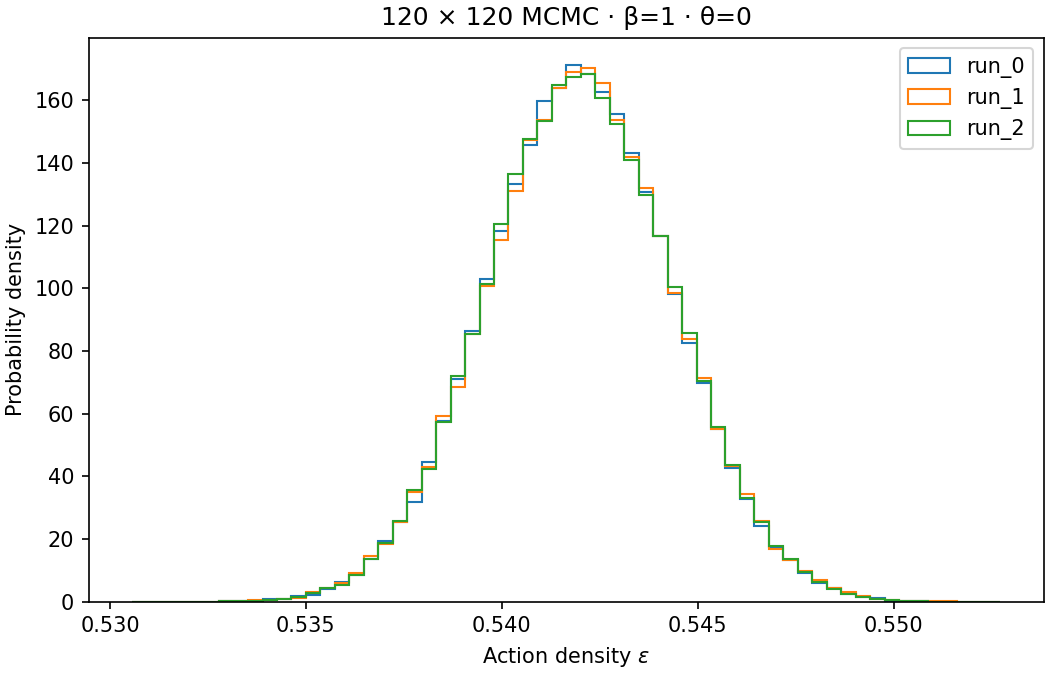 120 × 120 MCMC · β=1 · θ=0
run_0
run_1
run_2
Probability density
160
140
120
100
80
60
40
20
0
0.530 0.535 0.540 0.545 0.550
Action density ε